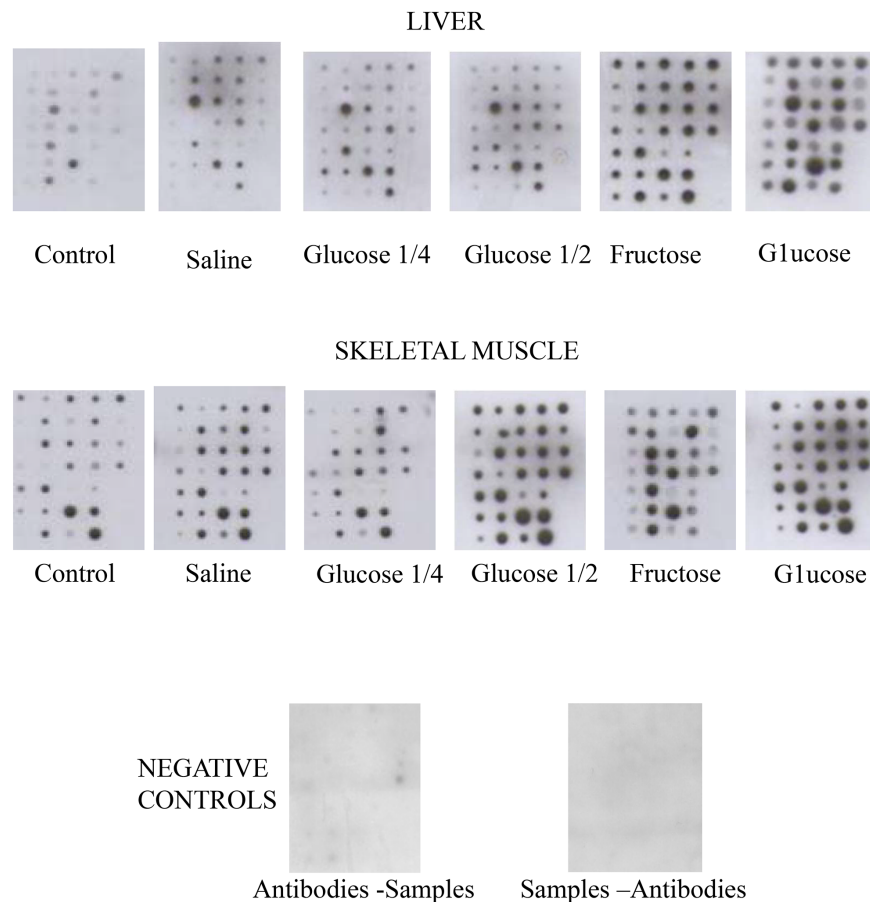 LIVER
Control Saline Glucose 1/4 Glucose 1/2 Fructose G1ucose
SKELETAL MUSCLE
Control Saline Glucose 1/4 Glucose 1/2 Fructose G1ucose
NEGATIVE
CONTROLS
Antibodies -Samples Samples –Antibodies